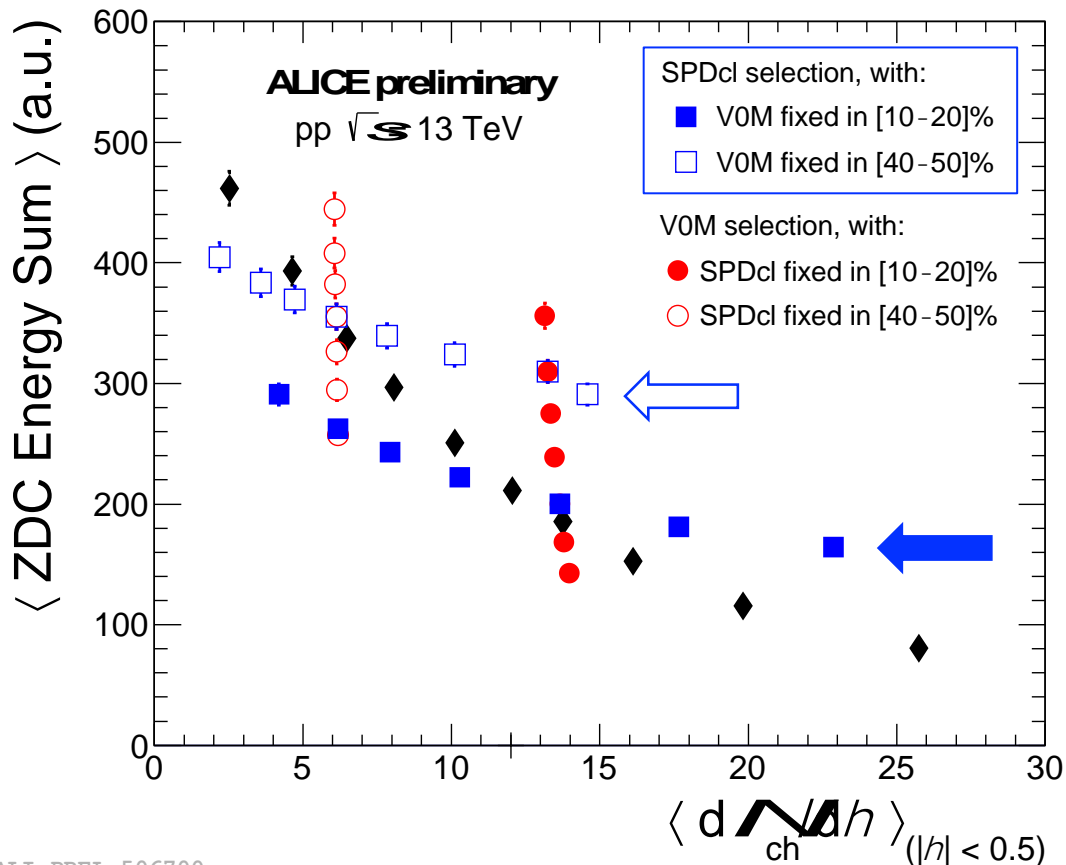 600
500
400
300
200
100
0
⟨ ZDC Energy Sum ⟩ (a.u.)
ALICE preliminary
pp √s 13 TeV
SPDcl selection, with:
V0M fixed in [10-20]%
V0M fixed in [40-50]%
V0M selection, with:
SPDcl fixed in [10-20]%
SPDcl fixed in [40-50]%
0 5 10 15 20 25 30
⟨ d N ch /d h ⟩ (|h| < 0.5)